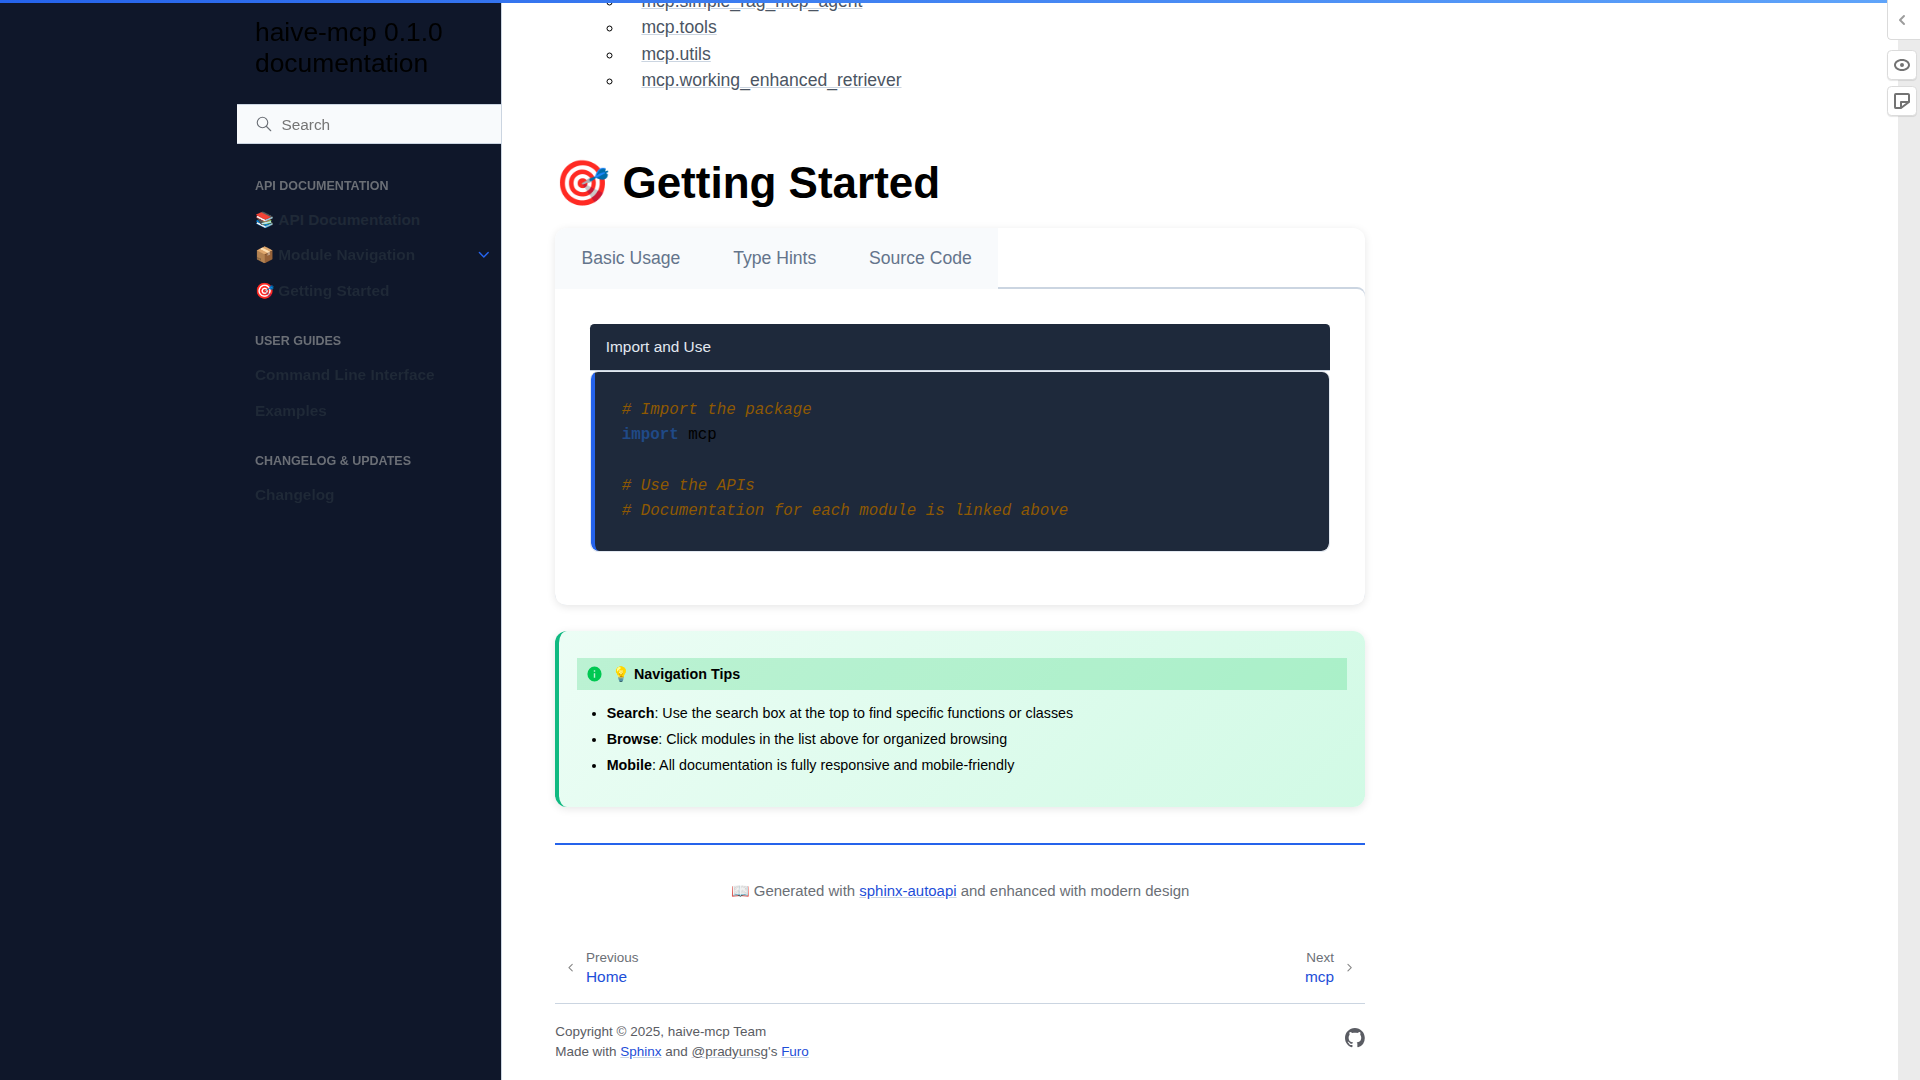 haive-mcp 0.1.0
documentation
Search
API DOCUMENTATION
📚 API Documentation
📦 Module Navigation
🎯 Getting Started
USER GUIDES
Command Line Interface
Examples
CHANGELOG & UPDATES
Changelog
mcp.simple_rag_mcp_agent
mcp.tools
mcp.utils
mcp.working_enhanced_retriever
🎯 Getting Started
Basic Usage Type Hints Source Code
Import and Use
# Import the package
import mcp
# Use the APIs
# Documentation for each module is linked above
💡 Navigation Tips
• Search: Use the search box at the top to find specific functions or classes
• Browse: Click modules in the list above for organized browsing
• Mobile: All documentation is fully responsive and mobile-friendly
📖 Generated with sphinx-autoapi and enhanced with modern design
Previous
Home
Next
mcp
Copyright © 2025, haive-mcp Team
Made with Sphinx and @pradyunsg's Furo